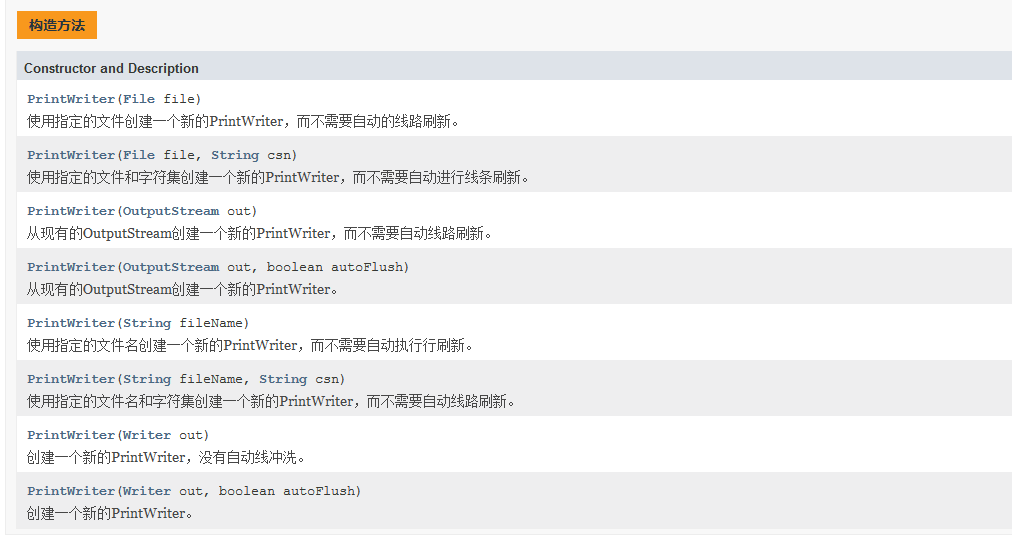 构造方法
Constructor and Description
PrintWriter(File file)
使用指定的文件创建一个新的PrintWriter，而不需要自动的线路刷新。
PrintWriter(File file, String csn)
使用指定的文件和字符集创建一个新的PrintWriter，而不需要自动进行线条刷新。
PrintWriter(OutputStream out)
从现有的OutputStream创建一个新的PrintWriter，而不需要自动线路刷新。
PrintWriter(OutputStream out, boolean autoFlush)
从现有的OutputStream创建一个新的PrintWriter。
PrintWriter(String fileName)
使用指定的文件名创建一个新的PrintWriter，而不需要自动执行行刷新。
PrintWriter(String fileName, String csn)
使用指定的文件名和字符集创建一个新的PrintWriter，而不需要自动线路刷新。
PrintWriter(Writer out)
创建一个新的PrintWriter，没有自动线冲洗。
PrintWriter(Writer out, boolean autoFlush)
创建一个新的PrintWriter。